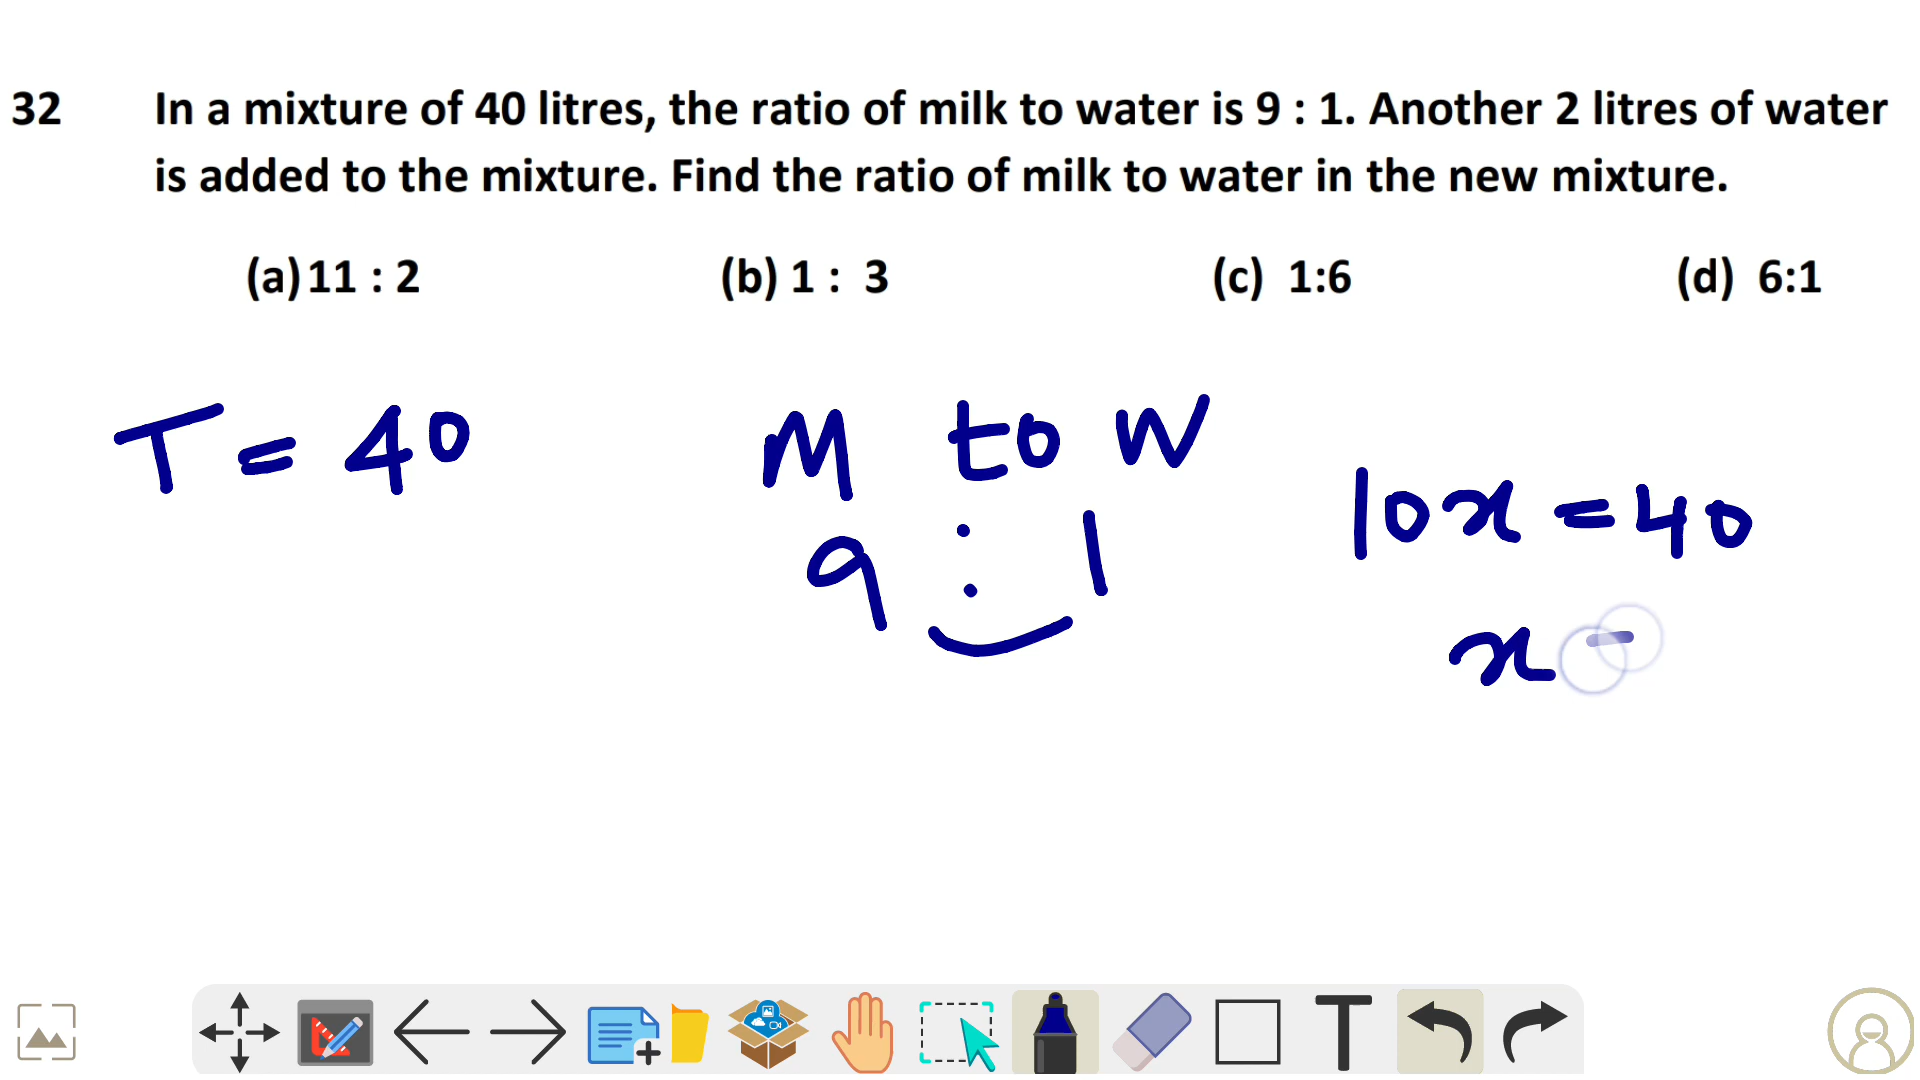 32 In a mixture of 40 litres, the ratio of milk to water is 9 : 1. Another 2 litres of water
is added to the mixture. Find the ratio of milk to water in the new mixture.
(a) 11 : 2 (b) 1 : 3 (c) 1:6 (d) 6:1
T = 40 M to W
10x = 40
9 : 1
x =
T